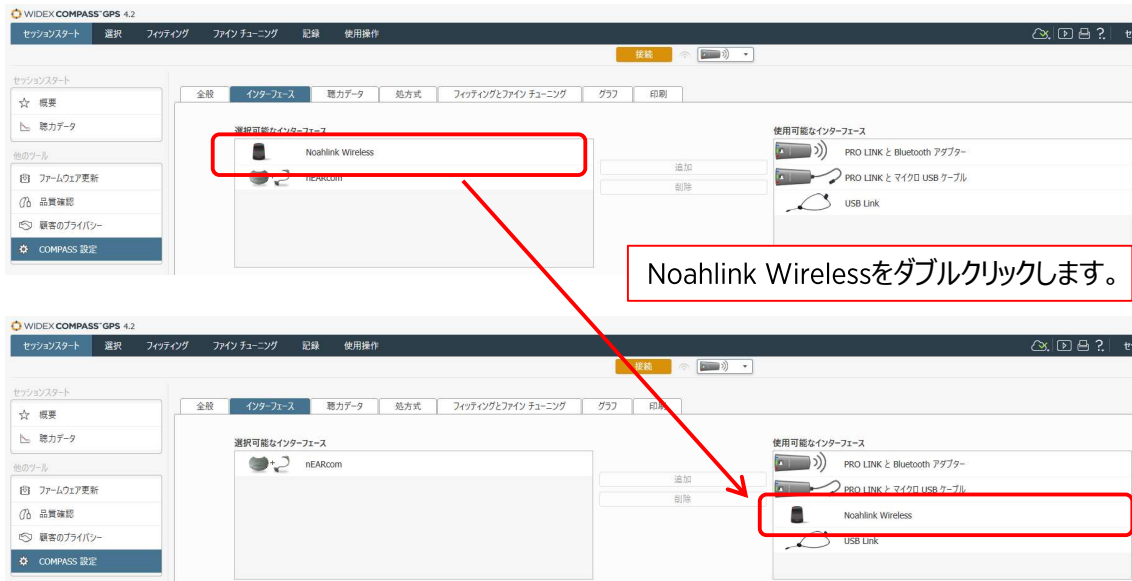 WIDEX COMPASS™ GPS 4.2
セッションスタート 選択 フィッティング ファイン チューニング 記録 使用操作
接続
セッションスタート
全般 インターフェース 聴力データ 処方式 フィッティングとファイン チューニング グラフ 印刷
概要
聴力データ
選択可能なインターフェース 使用可能なインターフェース
Noahlink Wireless PRO LINK と Bluetooth アダプター
他のツール
追加
nEARcom PRO LINK と マイクロ USB ケーブル
ファームウェア更新
削除
品質確認
USB Link
顧客のプライバシー
COMPASS 設定
Noahlink Wirelessをダブルクリックします。
WIDEX COMPASS™ GPS 4.2
セッションスタート 選択 フィッティング ファイン チューニング 記録 使用操作
接続
セッションスタート
全般 インターフェース 聴力データ 処方式 フィッティングとファイン チューニング グラフ 印刷
概要
聴力データ
選択可能なインターフェース 使用可能なインターフェース
nEARcom PRO LINK と Bluetooth アダプター
他のツール
追加
ファームウェア更新 PRO LINK と マイクロ USB ケーブル
削除
品質確認
Noahlink Wireless
顧客のプライバシー
USB Link
COMPASS 設定